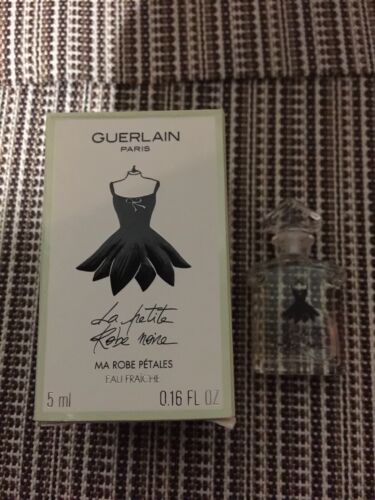 GUERLAIN
PARIS
La petite
Robe noire
MA ROBE PÉTALES
EAU FRAÎCHE
5 ml 0.16 FL OZ